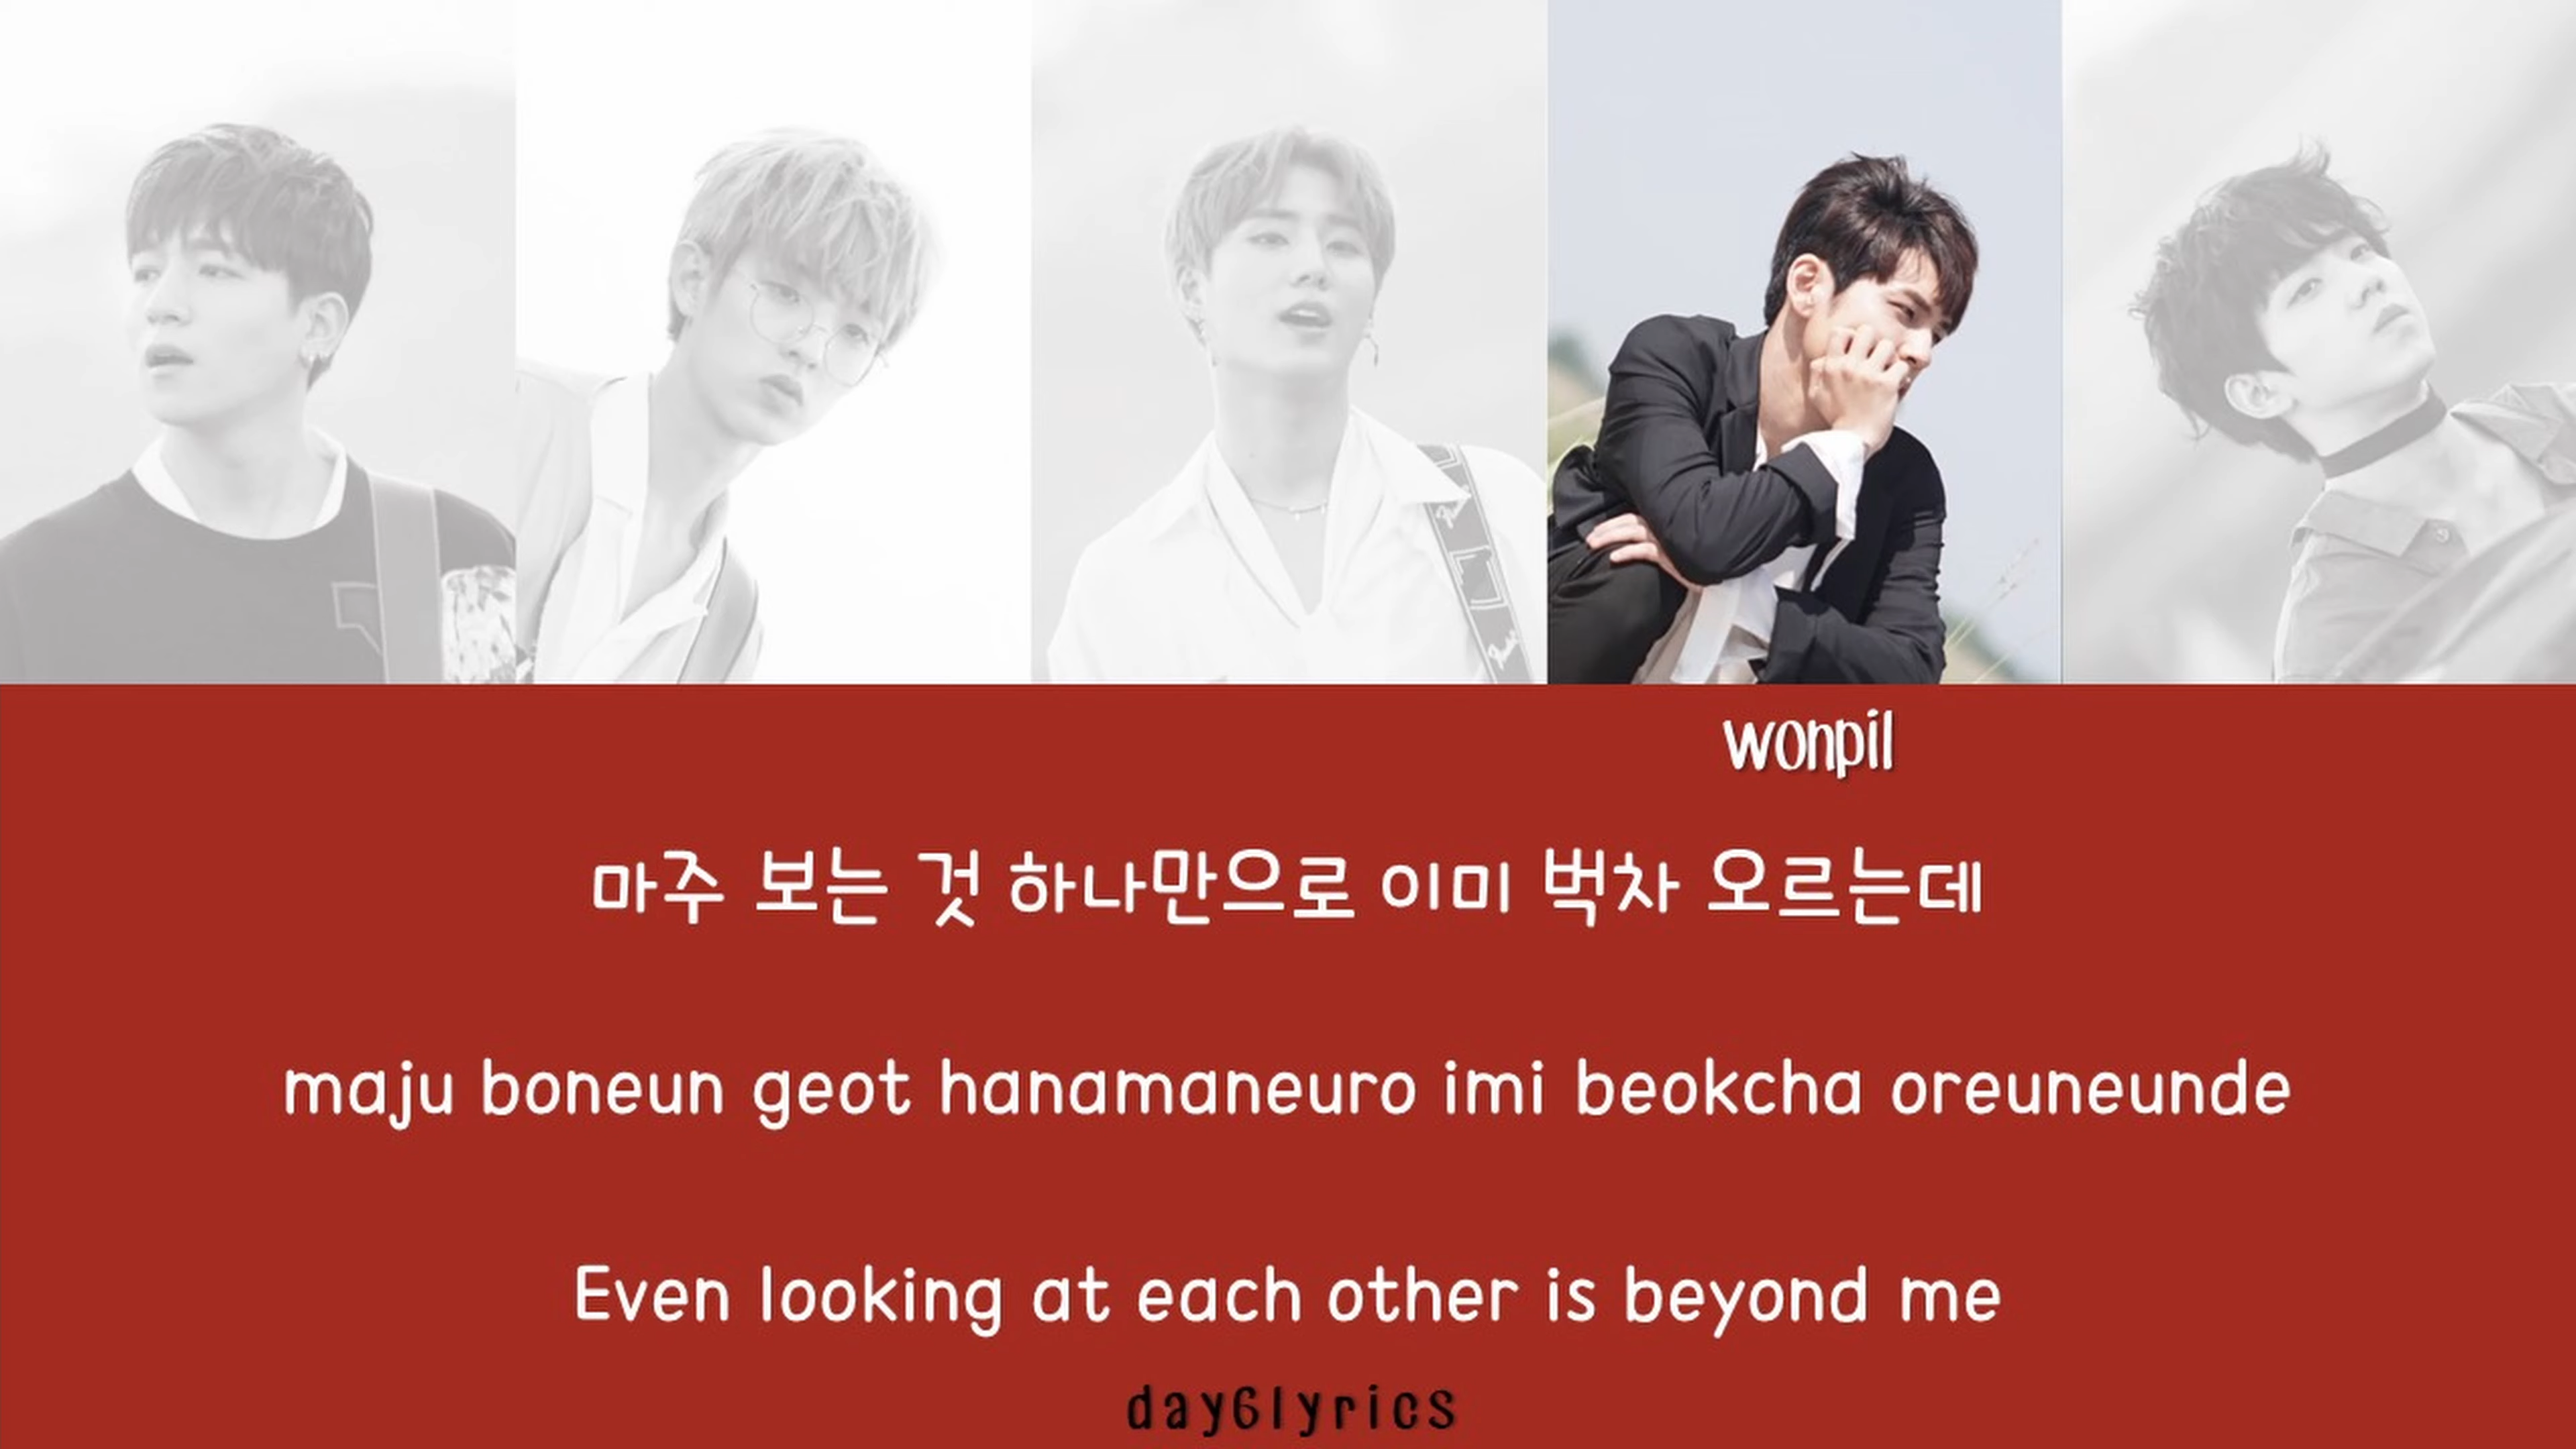 wonpil
마주 보는 것 하나만으로 이미 벅차 오르는데
maju boneun geot hanamaneuro imi beokcha oreuneunde
Even looking at each other is beyond me
day6lyrics